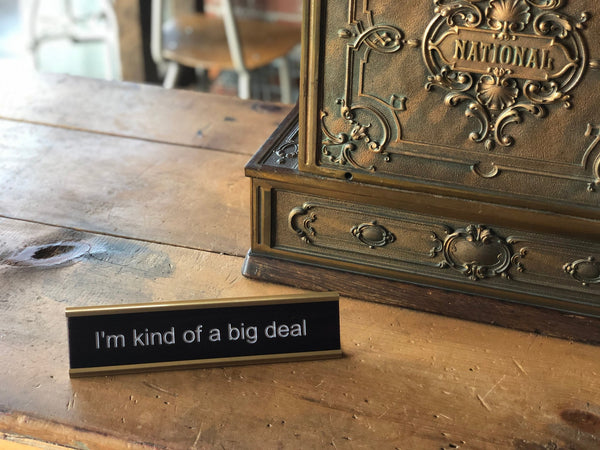 NATIONAL
I'm kind of a big deal